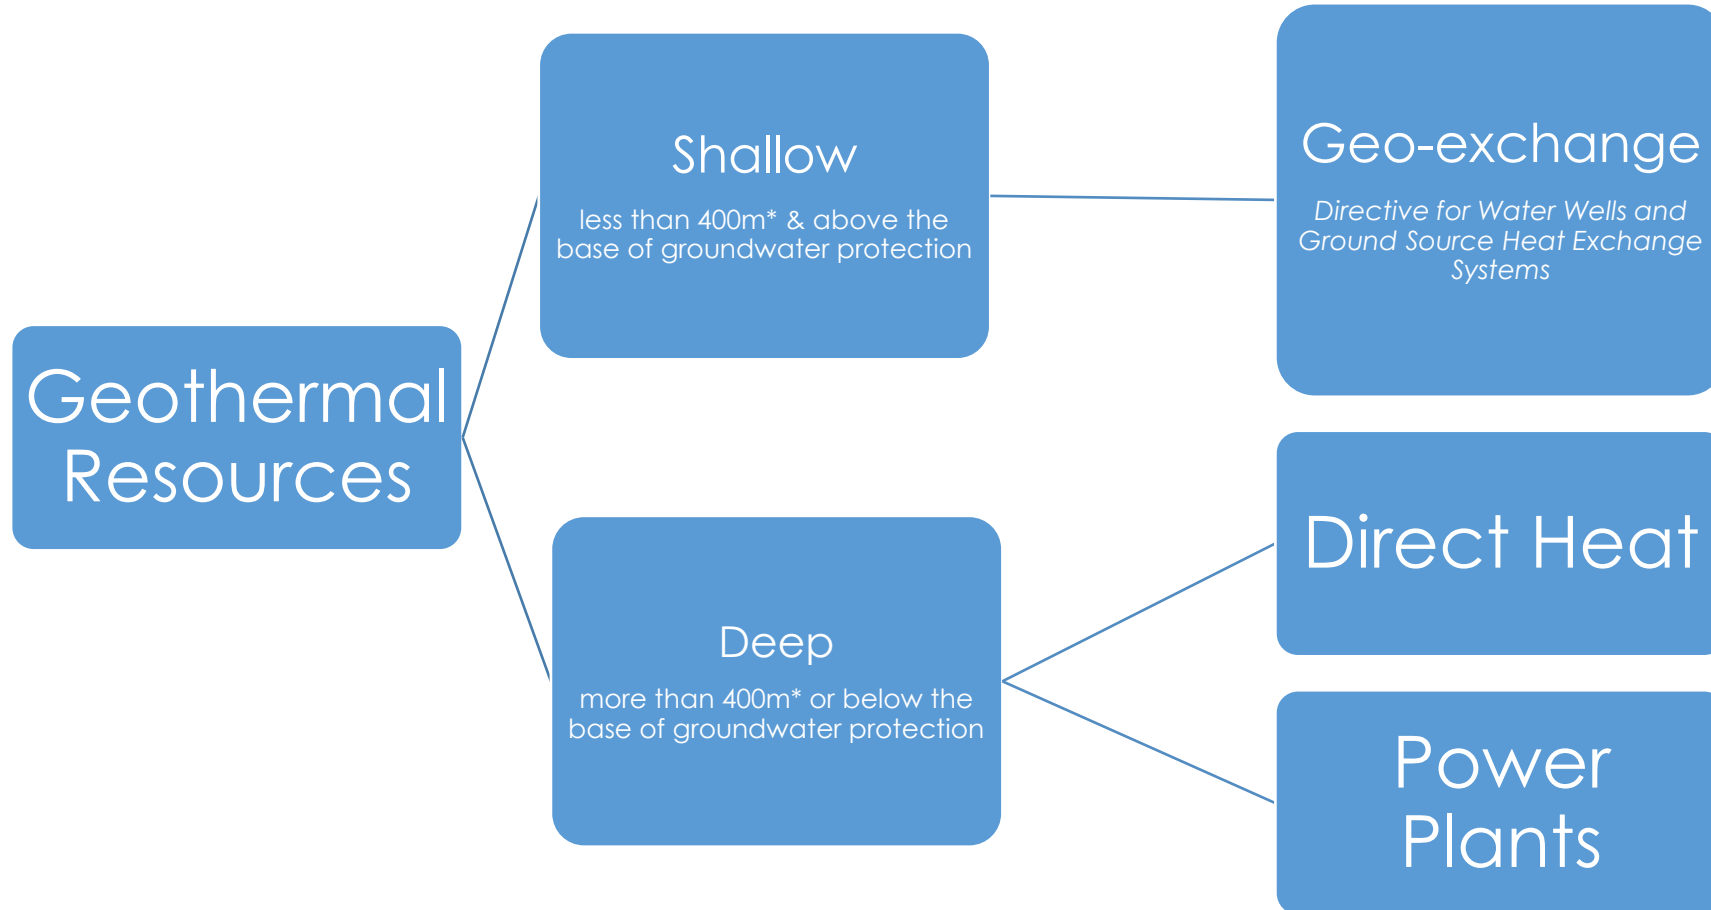 Geothermal
Resources
Shallow
less than 400m* & above the
base of groundwater protection
Geo-exchange
Directive for Water Wells and
Ground Source Heat Exchange
Systems
Deep
more than 400m* or below the
base of groundwater protection
Direct Heat
Power
Plants